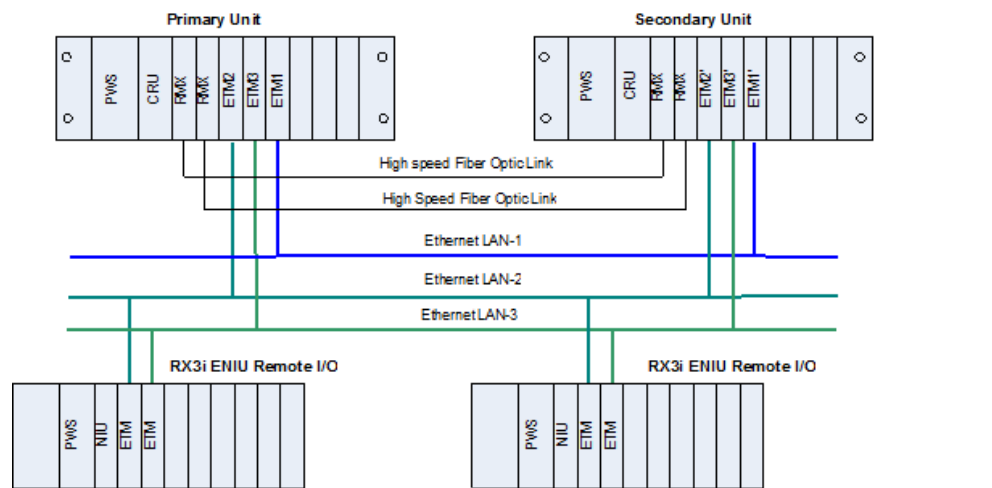 Primary Unit
Secondary Unit
PWS
CRU
RMX
RMX
ETM2
ETM3
ETM1
PWS
CRU
RMX
RMX
ETM2'
ETM3'
ETM1'
High speed Fiber Optic Link
High Speed Fiber Optic Link
Ethernet LAN-1
Ethernet LAN-2
Ethernet LAN-3
RX3i ENIU Remote I/O
RX3i ENIU Remote I/O
PWS
NIU
ETM
ETM
PWS
NIU
ETM
ETM